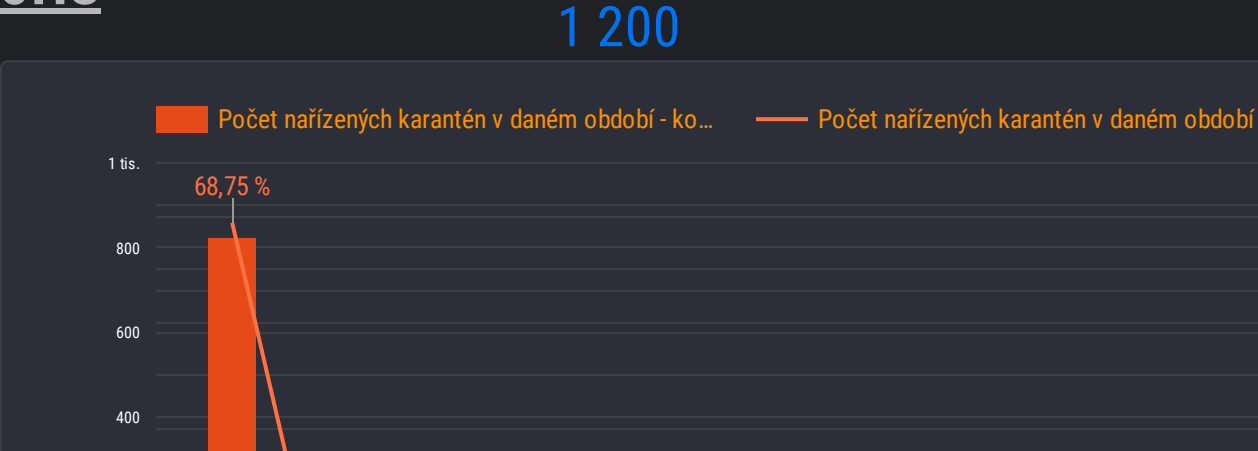 1 200
Počet nařízených karantén v daném období - ko...
Počet nařízených karantén v daném období
1 tis.
68,75 %
800
600
400